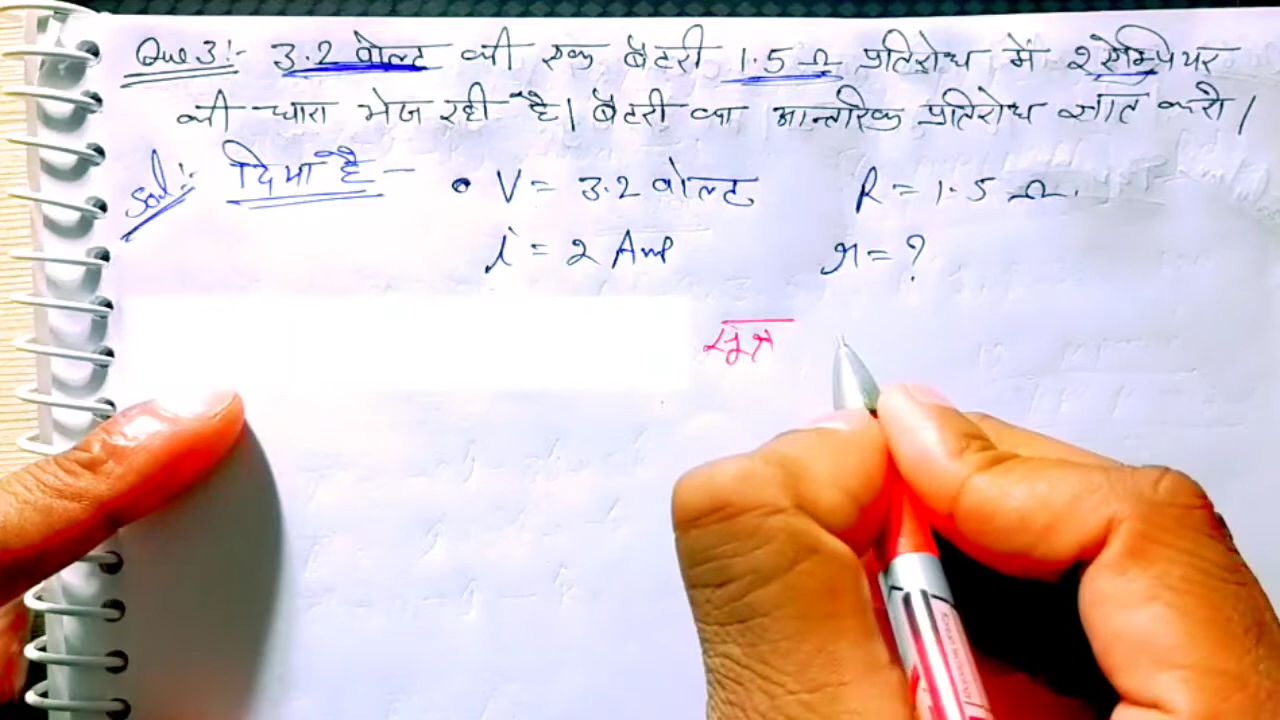 Que 3:- 3.2 वोल्ट की एक बैटरी 1.5 Ω प्रतिरोध में 2 ऐम्पियर
की धारा भेज रही है। बैटरी का आन्तरिक प्रतिरोध ज्ञात करो।
Sol:- दिया है - • V = 3.2 वोल्ट R = 1.5 Ω.
i = 2 Amp r = ?
सूत्र